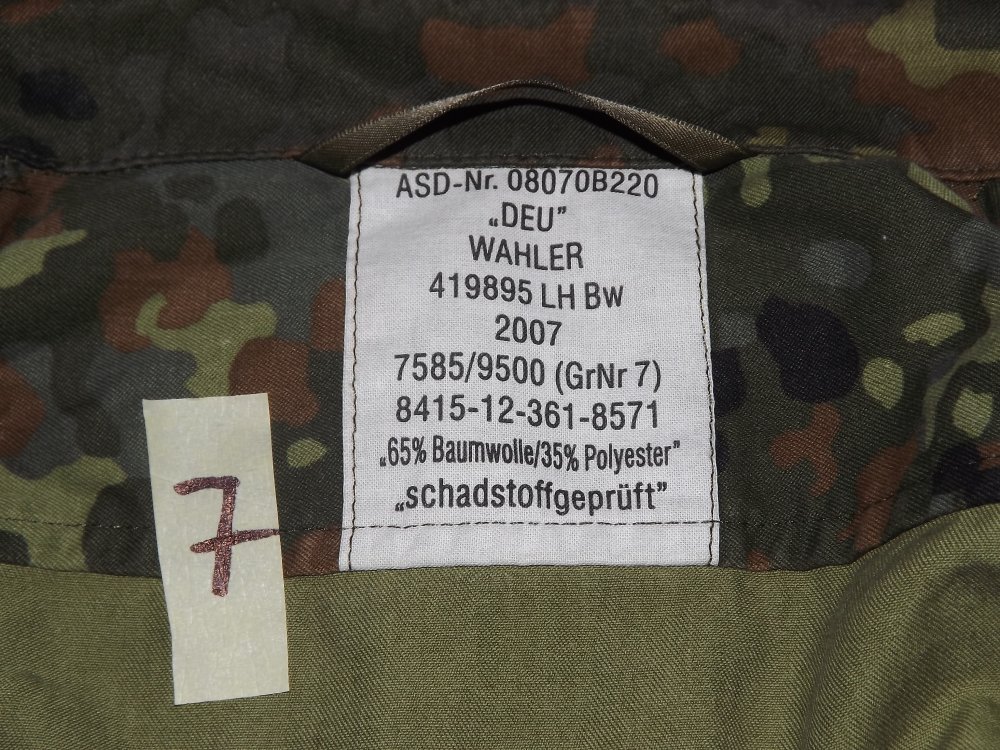 ASD-Nr. 08070B220
„DEU”
WAHLER
419895 LH Bw
2007
7585/9500 (GrNr 7)
8415-12-361-8571
„65% Baumwolle/35% Polyester”
„schadstoffgeprüft”
7